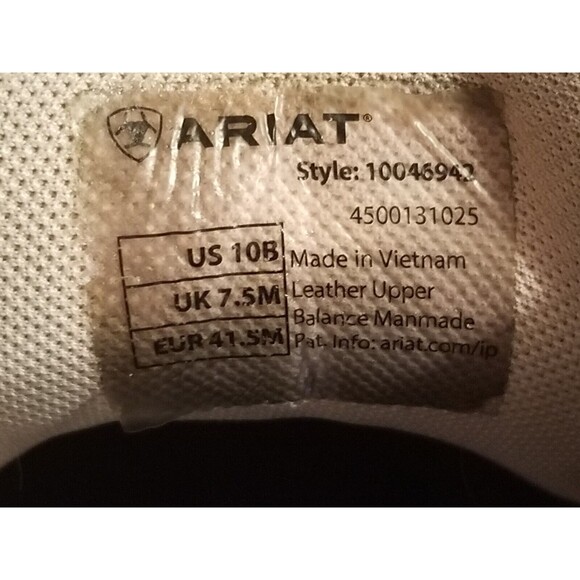 ARIAT®
Style: 10046942
4500131025
US 10B
UK 7.5M
EUR 41.5M
Made in Vietnam
Leather Upper
Balance Manmade
Pat. Info: ariat.com/ip